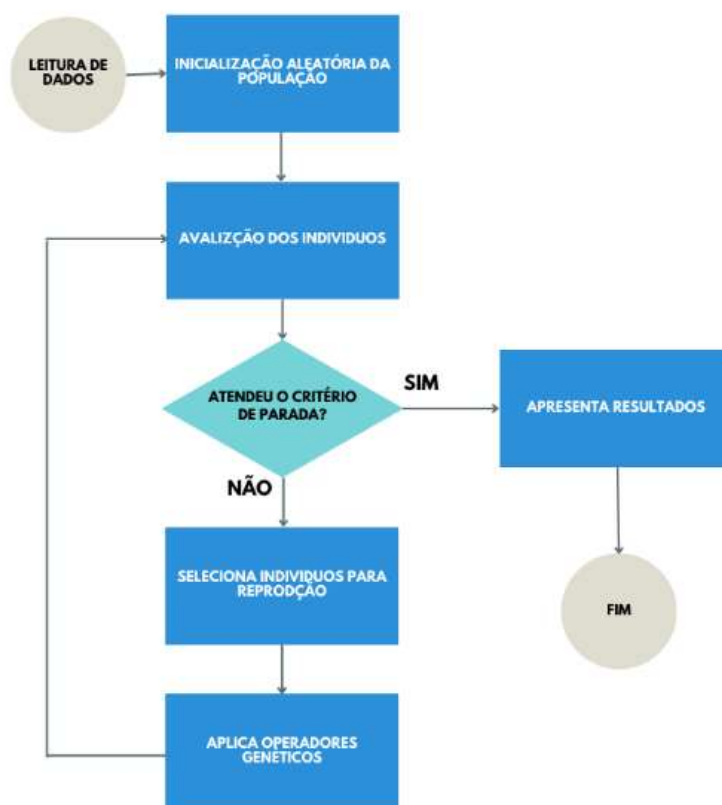 LEITURA DE
DADOS
INICIALIZAÇÃO ALEATÓRIA DA
POPULAÇÃO
AVALIZÇÃO DOS INDIVIDUOS
ATENDEU O CRITÉRIO
DE PARADA?
SIM
APRESENTA RESULTADOS
NÃO
SELECIONA INDIVIDUOS PARA
REPRODÇÃO
FIM
APLICA OPERADORES
GENÉTICOS